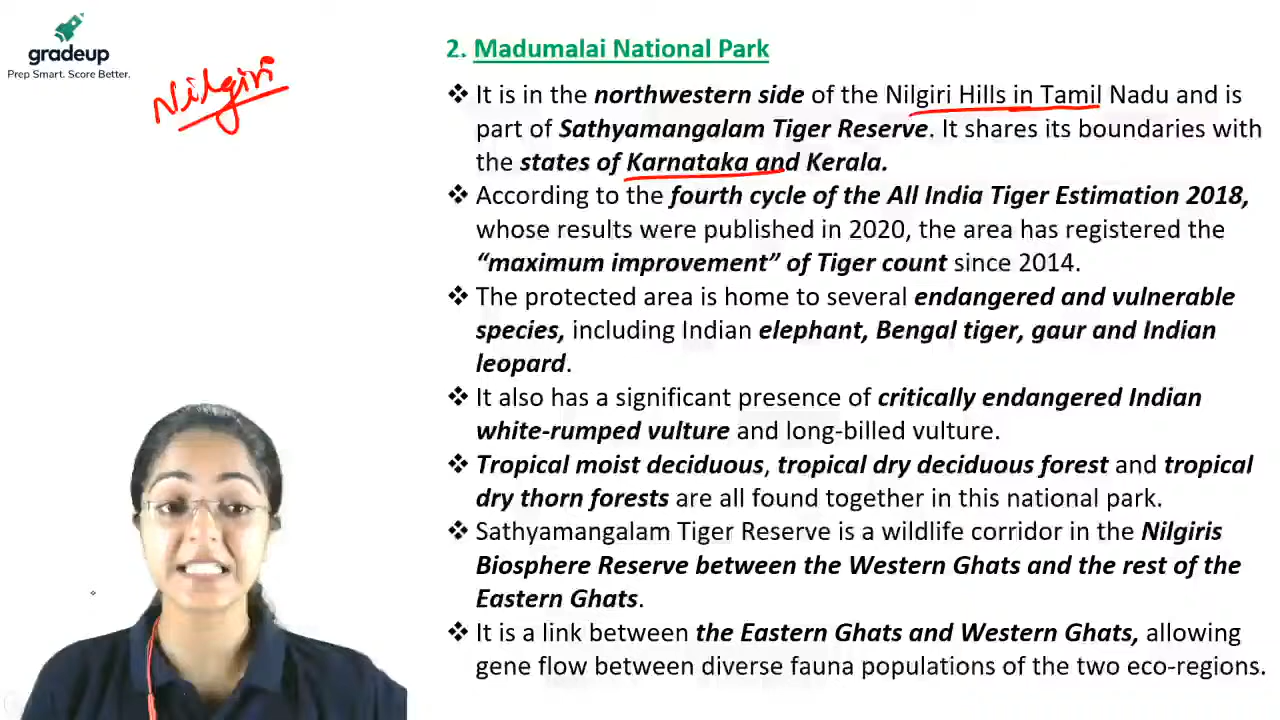 gradeup
Prep Smart. Score Better.
Nilgiri
2. Madumalai National Park
❖ It is in the northwestern side of the Nilgiri Hills in Tamil Nadu and is
part of Sathyamangalam Tiger Reserve. It shares its boundaries with
the states of Karnataka and Kerala.
❖ According to the fourth cycle of the All India Tiger Estimation 2018,
whose results were published in 2020, the area has registered the
“maximum improvement” of Tiger count since 2014.
❖ The protected area is home to several endangered and vulnerable
species, including Indian elephant, Bengal tiger, gaur and Indian
leopard.
❖ It also has a significant presence of critically endangered Indian
white-rumped vulture and long-billed vulture.
❖ Tropical moist deciduous, tropical dry deciduous forest and tropical
dry thorn forests are all found together in this national park.
❖ Sathyamangalam Tiger Reserve is a wildlife corridor in the Nilgiris
Biosphere Reserve between the Western Ghats and the rest of the
Eastern Ghats.
❖ It is a link between the Eastern Ghats and Western Ghats, allowing
gene flow between diverse fauna populations of the two eco-regions.